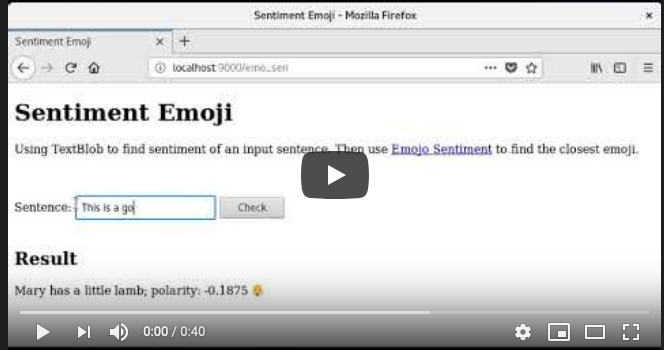 Sentiment Emoji - Mozilla Firefox
Sentiment Emoji
localhost:9000/emo_sen
Sentiment Emoji
Using TextBlob to find sentiment of an input sentence. Then use Emojo Sentiment to find the closest emoji.
Sentence: This is a go Check
Result
Mary has a little lamb; polarity: -0.1875
0:00 / 0:40